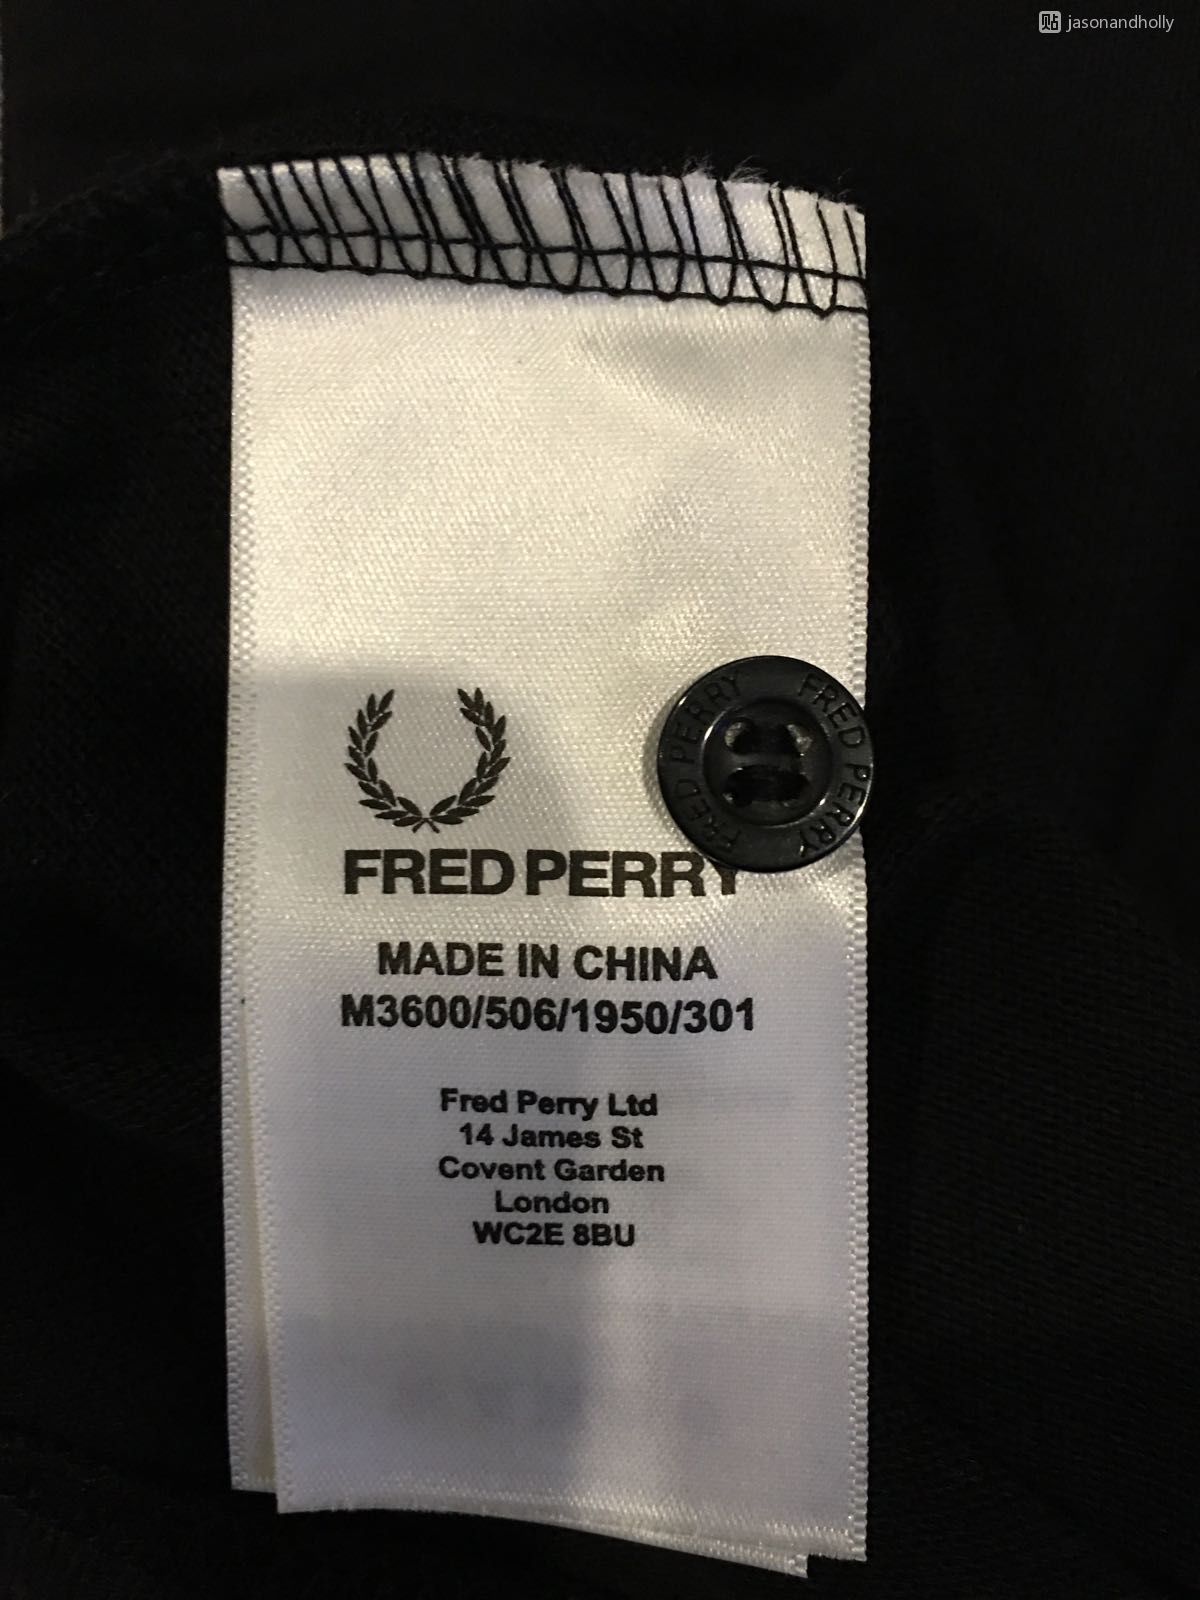 贴 jasonandholly
FRED PERRY FRED PERRY
FRED PERRY
MADE IN CHINA
M3600/506/1950/301
Fred Perry Ltd
14 James St
Covent Garden
London
WC2E 8BU